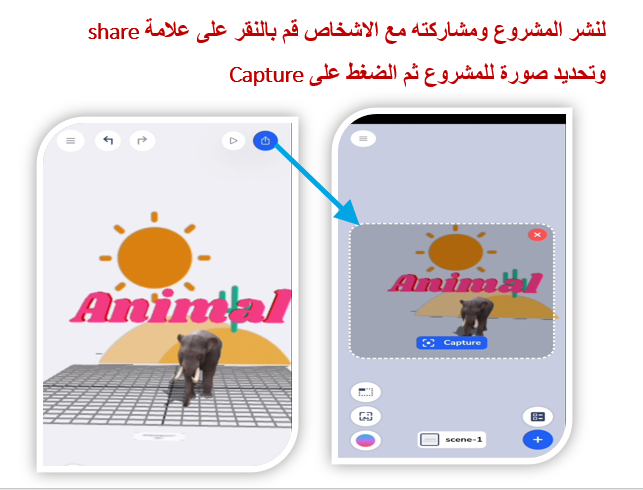 لنشر المشروع ومشاركته مع الاشخاص قم بالنقر على علامة share
وتحديد صورة للمشروع ثم الضغط على Capture
Animal
Animal
Capture
scene-1